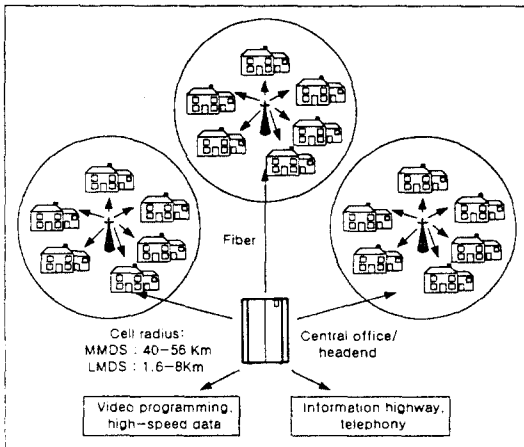 Fiber
Cell radius:
MMDS : 40-56 Km
LMDS : 1.6-8Km
Central office/
headend
Video programming,
high-speed data
Information highway,
telephony